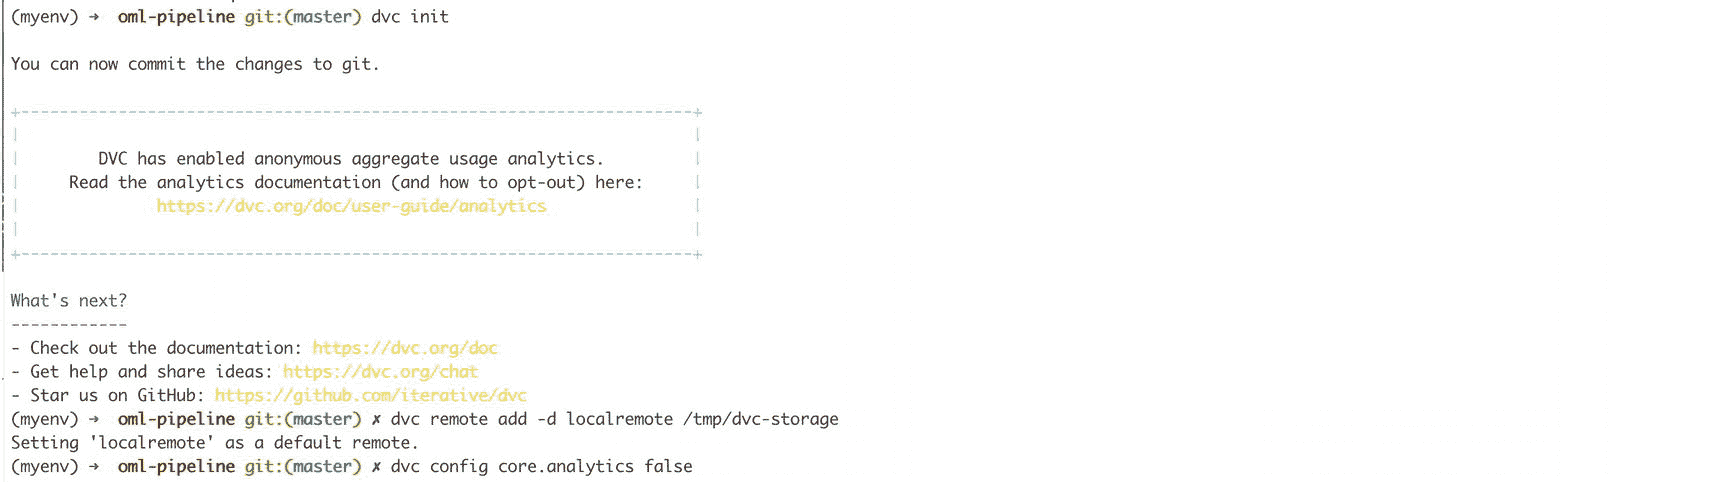 (myenv) → oml-pipeline git:(master) dvc init
You can now commit the changes to git.
+---------------------------------------------------------------------+
| |
| DVC has enabled anonymous aggregate usage analytics. |
| Read the analytics documentation (and how to opt-out) here: |
| https://dvc.org/doc/user-guide/analytics |
| |
+---------------------------------------------------------------------+
What's next?
------------
- Check out the documentation: https://dvc.org/doc
- Get help and share ideas: https://dvc.org/chat
- Star us on GitHub: https://github.com/iterative/dvc
(myenv) → oml-pipeline git:(master) ✗ dvc remote add -d localremote /tmp/dvc-storage
Setting 'localremote' as a default remote.
(myenv) → oml-pipeline git:(master) ✗ dvc config core.analytics false